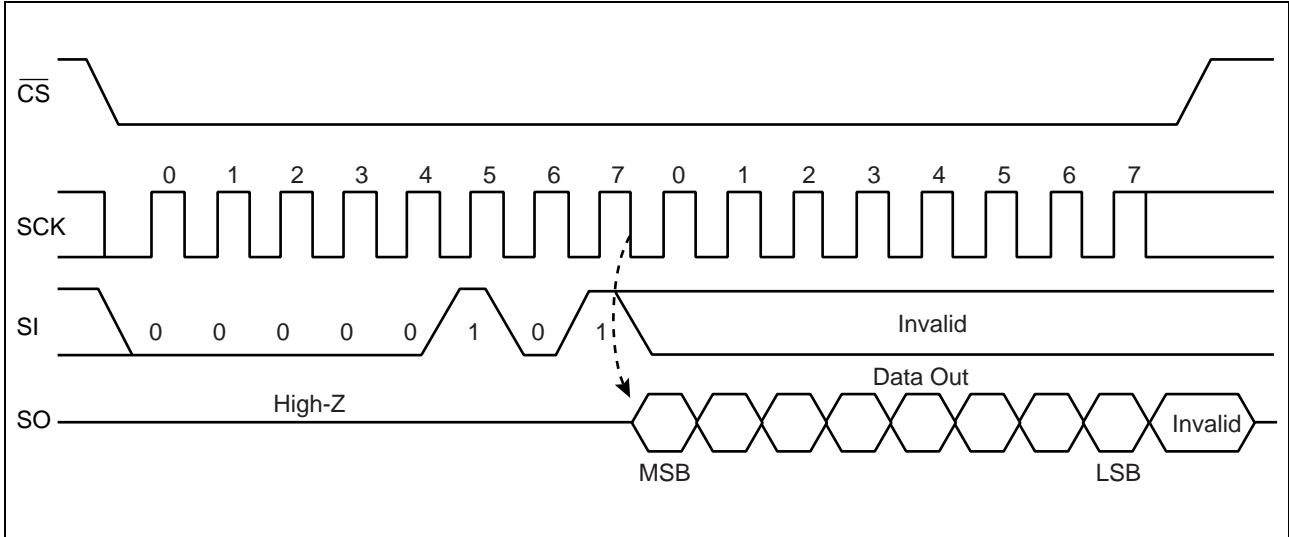 C̅S̅
0 1 2 3 4 5 6 7 0 1 2 3 4 5 6 7
SCK
SI
0 0 0 0 0 1 0 1 Invalid
Data Out
High-Z
SO
Invalid
MSB LSB